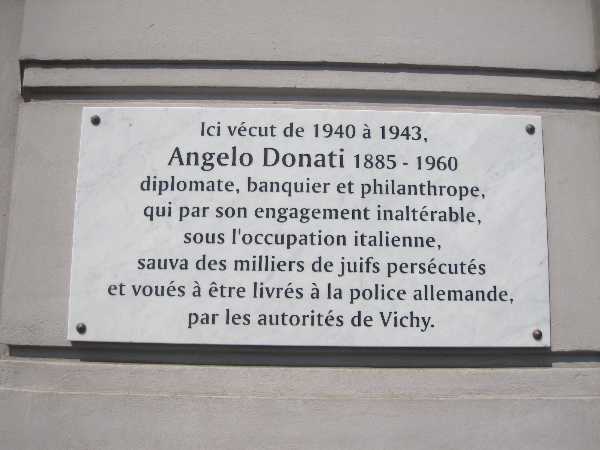 Ici vécut de 1940 à 1943,
Angelo Donati 1885 - 1960
diplomate, banquier et philanthrope,
qui par son engagement inaltérable,
sous l'occupation italienne,
sauva des milliers de juifs persécutés
et voués à être livrés à la police allemande,
par les autorités de Vichy.